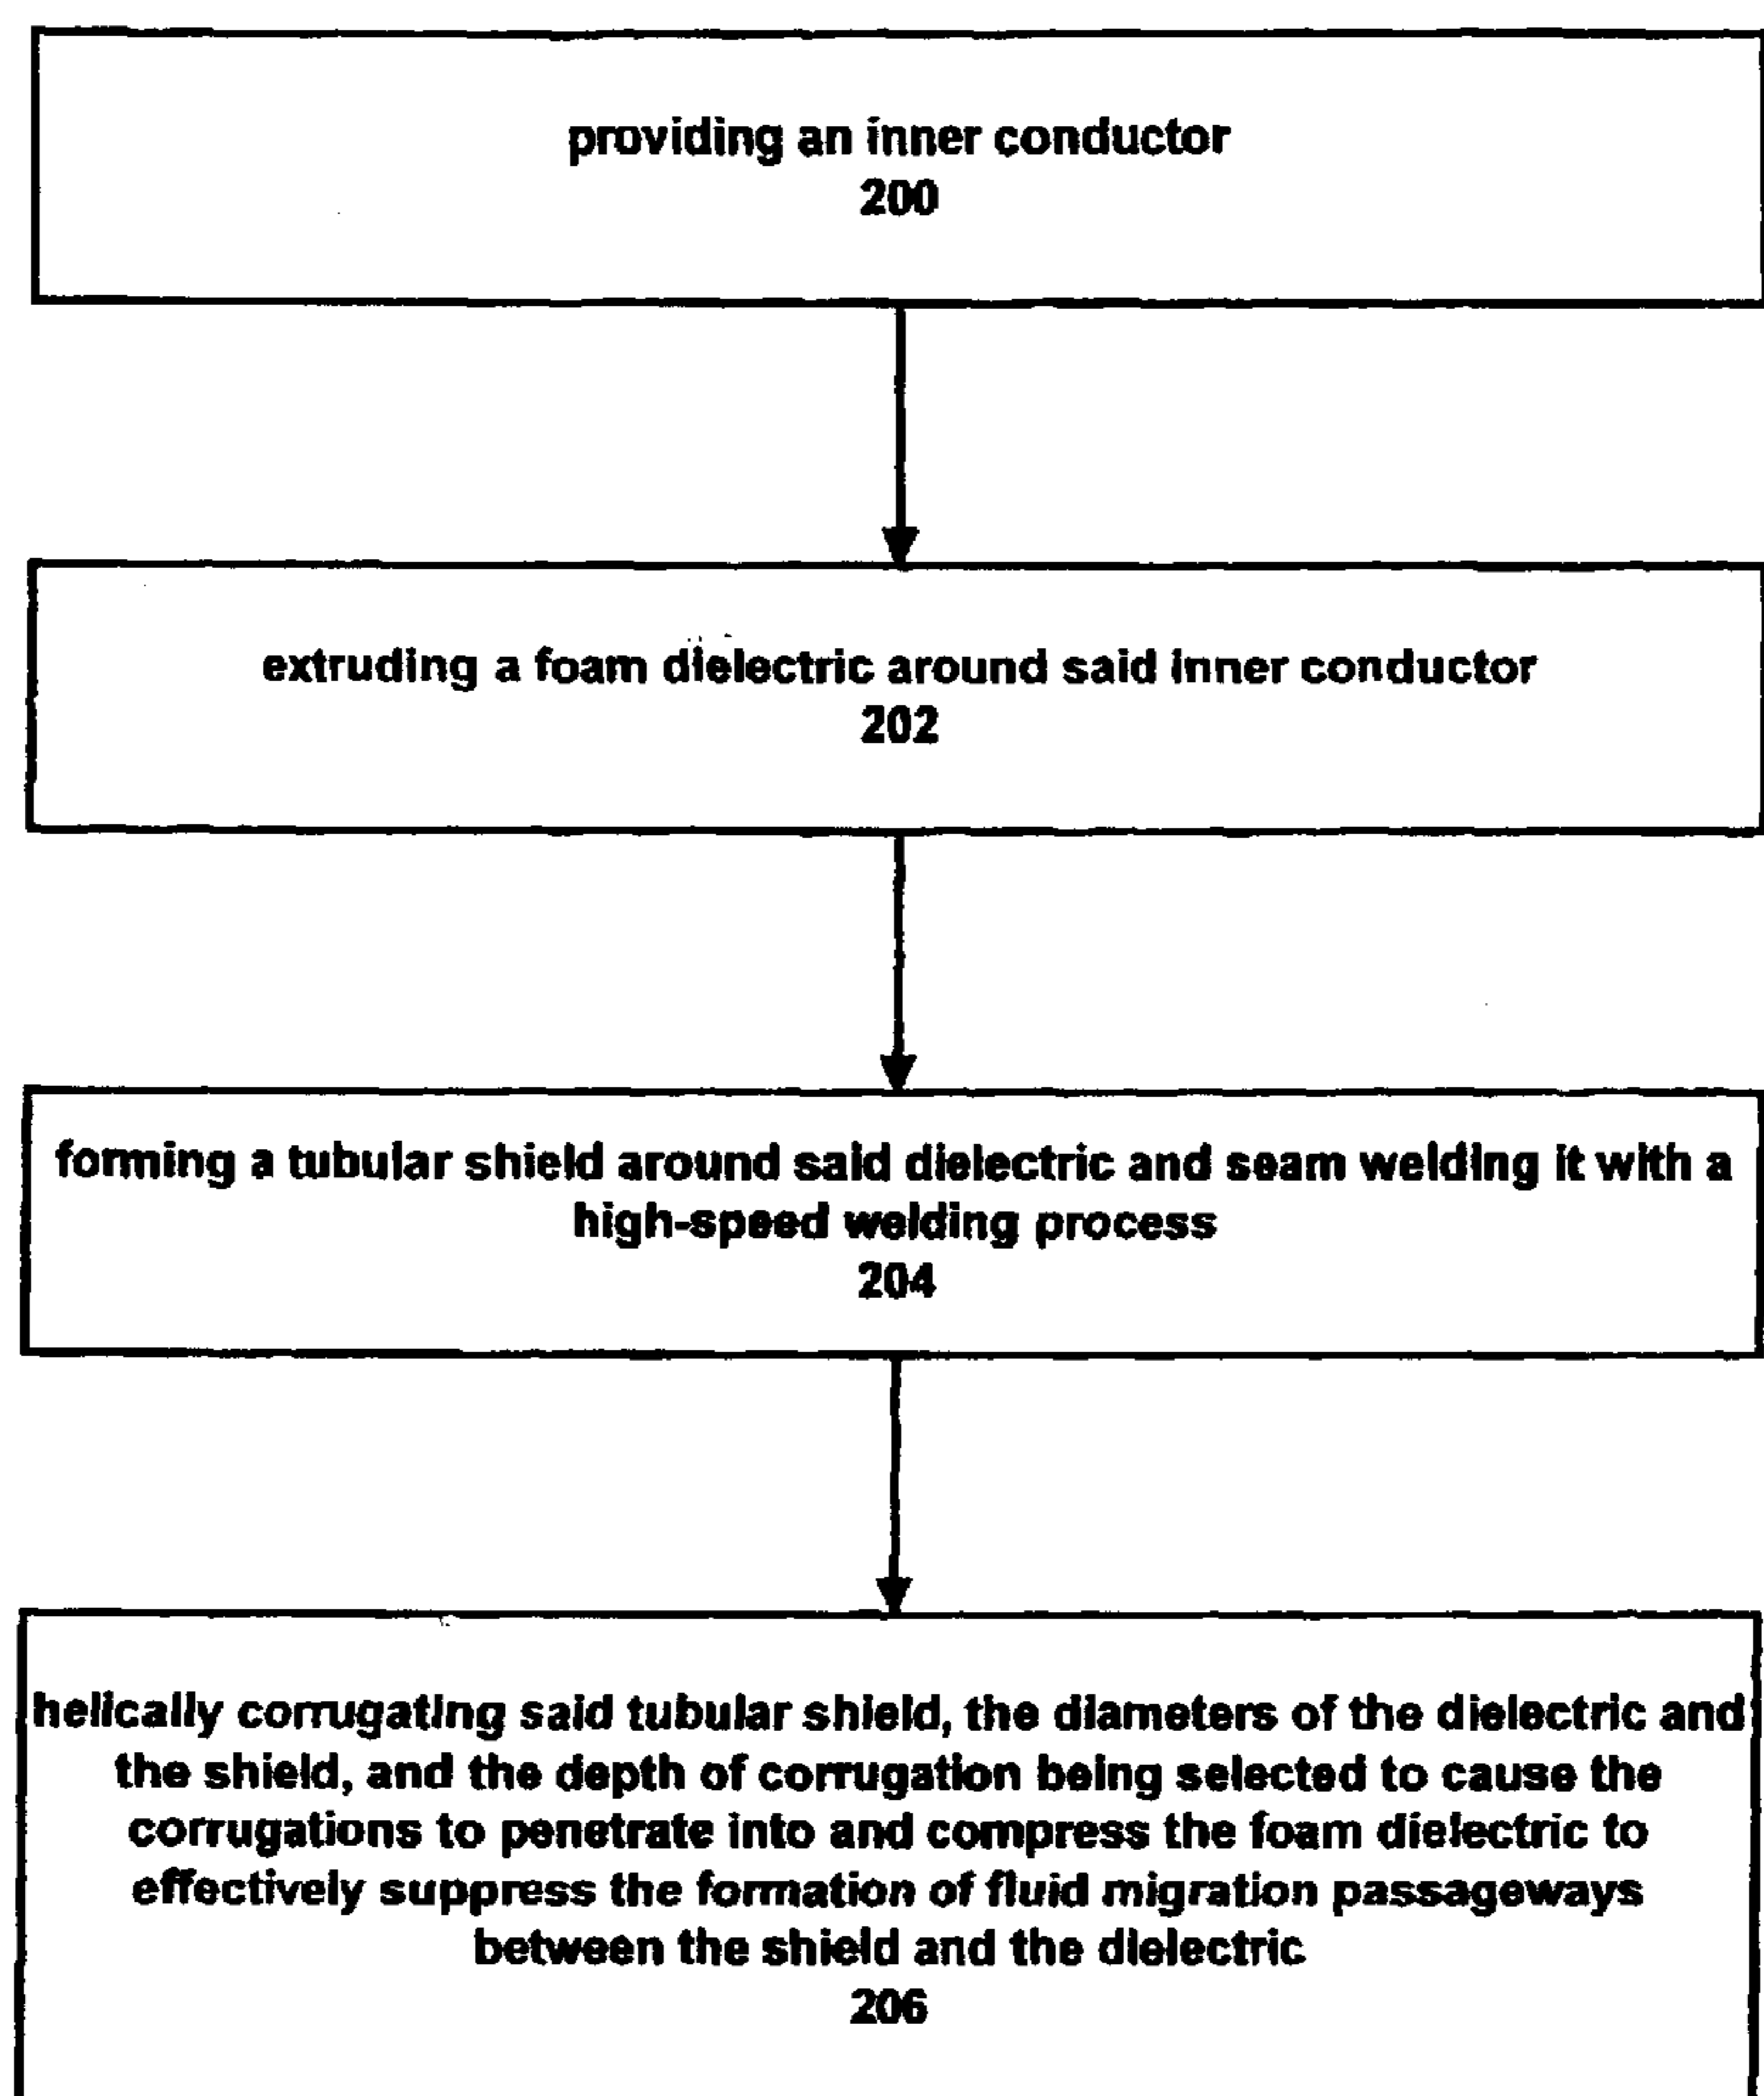 providing an inner conductor
200
extruding a foam dielectric around said inner conductor
202
forming a tubular shield around said dielectric and seam welding it with a
high-speed welding process
204
helically corrugating said tubular shield, the diameters of the dielectric and
the shield, and the depth of corrugation being selected to cause the
corrugations to penetrate into and compress the foam dielectric to
effectively suppress the formation of fluid migration passageways
between the shield and the dielectric
206